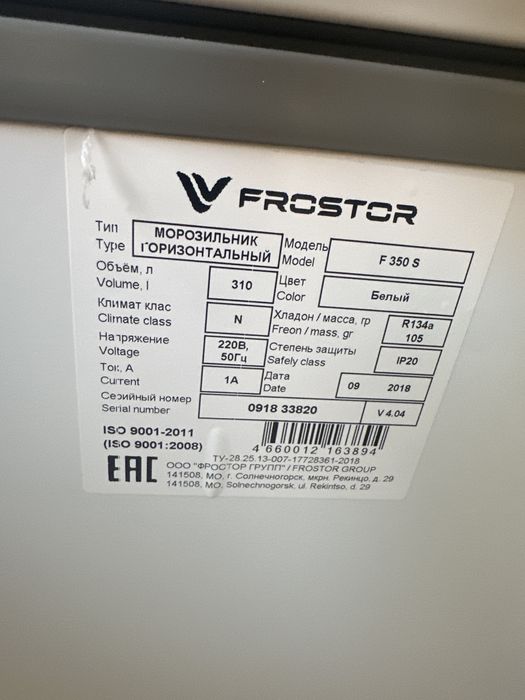 FROSTOR
Тип МОРОЗИЛЬНИК Модель F 350 S
Type ГОРИЗОНТАЛЬНЫЙ Model
Объём, л 310 Цвет Белый
Volume, l Color
Климат клас N Хладон / масса, гр R134a
Climate class Freon / mass, gr 105
Напряжение 220В, Степень защиты IP20
Voltage 50Гц Safely class
Ток, А 1А Дата 09 2018
Current Date
Серийный номер 0918 33820 V 4.04
Serial number
ISO 9001-2011
(ISO 9001:2008) 4 660012 163894
ТУ-28.25.13-007-17728361-2018
EAC ООО "ФРОСТОР ГРУПП" / FROSTOR GROUP
141508, МО, г. Солнечногорск, мкрн. Рекинцо, д. 29
141508, MO, Solnechnogorsk, ul. Rekintso, d. 29